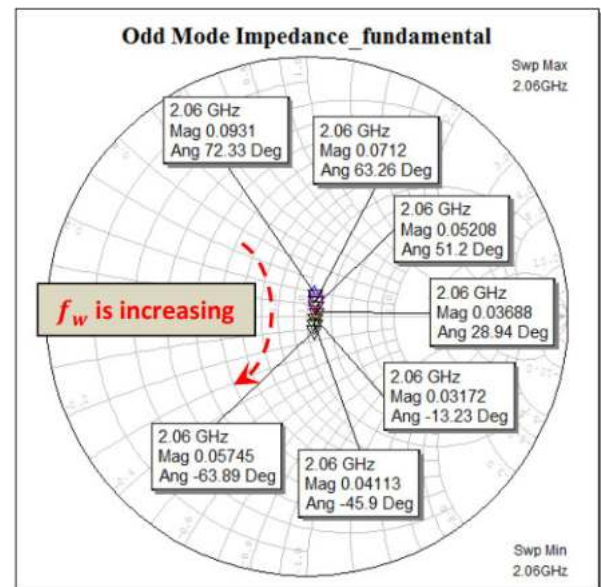 Odd Mode Impedance_fundamental
Swp Max
2.06GHz
2.06 GHz
Mag 0.0931
Ang 72.33 Deg
2.06 GHz
Mag 0.0712
Ang 63.26 Deg
2.06 GHz
Mag 0.05208
Ang 51.2 Deg
2.06 GHz
Mag 0.03688
Ang 28.94 Deg
f_w is increasing
2.06 GHz
Mag 0.03172
Ang -13.23 Deg
2.06 GHz
Mag 0.05745
Ang -63.89 Deg
2.06 GHz
Mag 0.04113
Ang -45.9 Deg
Swp Min
2.06GHz